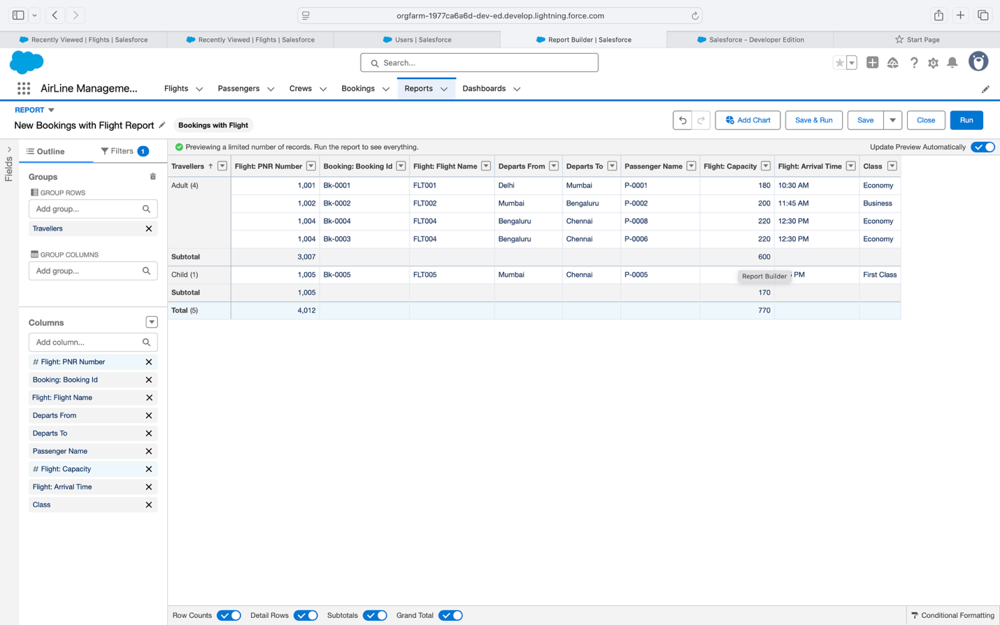 orgfarm-1977ca6a6d-dev-ed.develop.lightning.force.com
Recently Viewed | Flights | Salesforce
Recently Viewed | Flights | Salesforce
Users | Salesforce
Report Builder | Salesforce
Salesforce - Developer Edition
Start Page
Search...
AirLine Manageme...
Flights
Passengers
Crews
Bookings
Reports
Dashboards
REPORT
New Bookings with Flight Report
Bookings with Flight
Add Chart
Save & Run
Save
Close
Run
Fields
Outline
Filters 1
Previewing a limited number of records. Run the report to see everything.
Update Preview Automatically
Groups
GROUP ROWS
Add group...
Travellers
GROUP COLUMNS
Add group...
Columns
Add column...
# Flight: PNR Number
Booking: Booking Id
Flight: Flight Name
Departs From
Departs To
Passenger Name
# Flight: Capacity
Flight: Arrival Time
Class
Travellers ↑ Flight: PNR Number Booking: Booking Id Flight: Flight Name Departs From Departs To Passenger Name Flight: Capacity Flight: Arrival Time Class
Adult (4) 1,001 Bk-0001 FLT001 Delhi Mumbai P-0001 180 10:30 AM Economy
1,002 Bk-0002 FLT002 Mumbai Bengaluru P-0002 200 11:45 AM Business
1,004 Bk-0004 FLT004 Bengaluru Chennai P-0008 220 12:30 PM Economy
1,004 Bk-0003 FLT004 Bengaluru Chennai P-0006 220 12:30 PM Economy
Subtotal 3,007 600
Child (1) 1,005 Bk-0005 FLT005 Mumbai Chennai P-0005 PM First Class
Report Builder
Subtotal 1,005 170
Total (5) 4,012 770
Row Counts
Detail Rows
Subtotals
Grand Total
Conditional Formatting